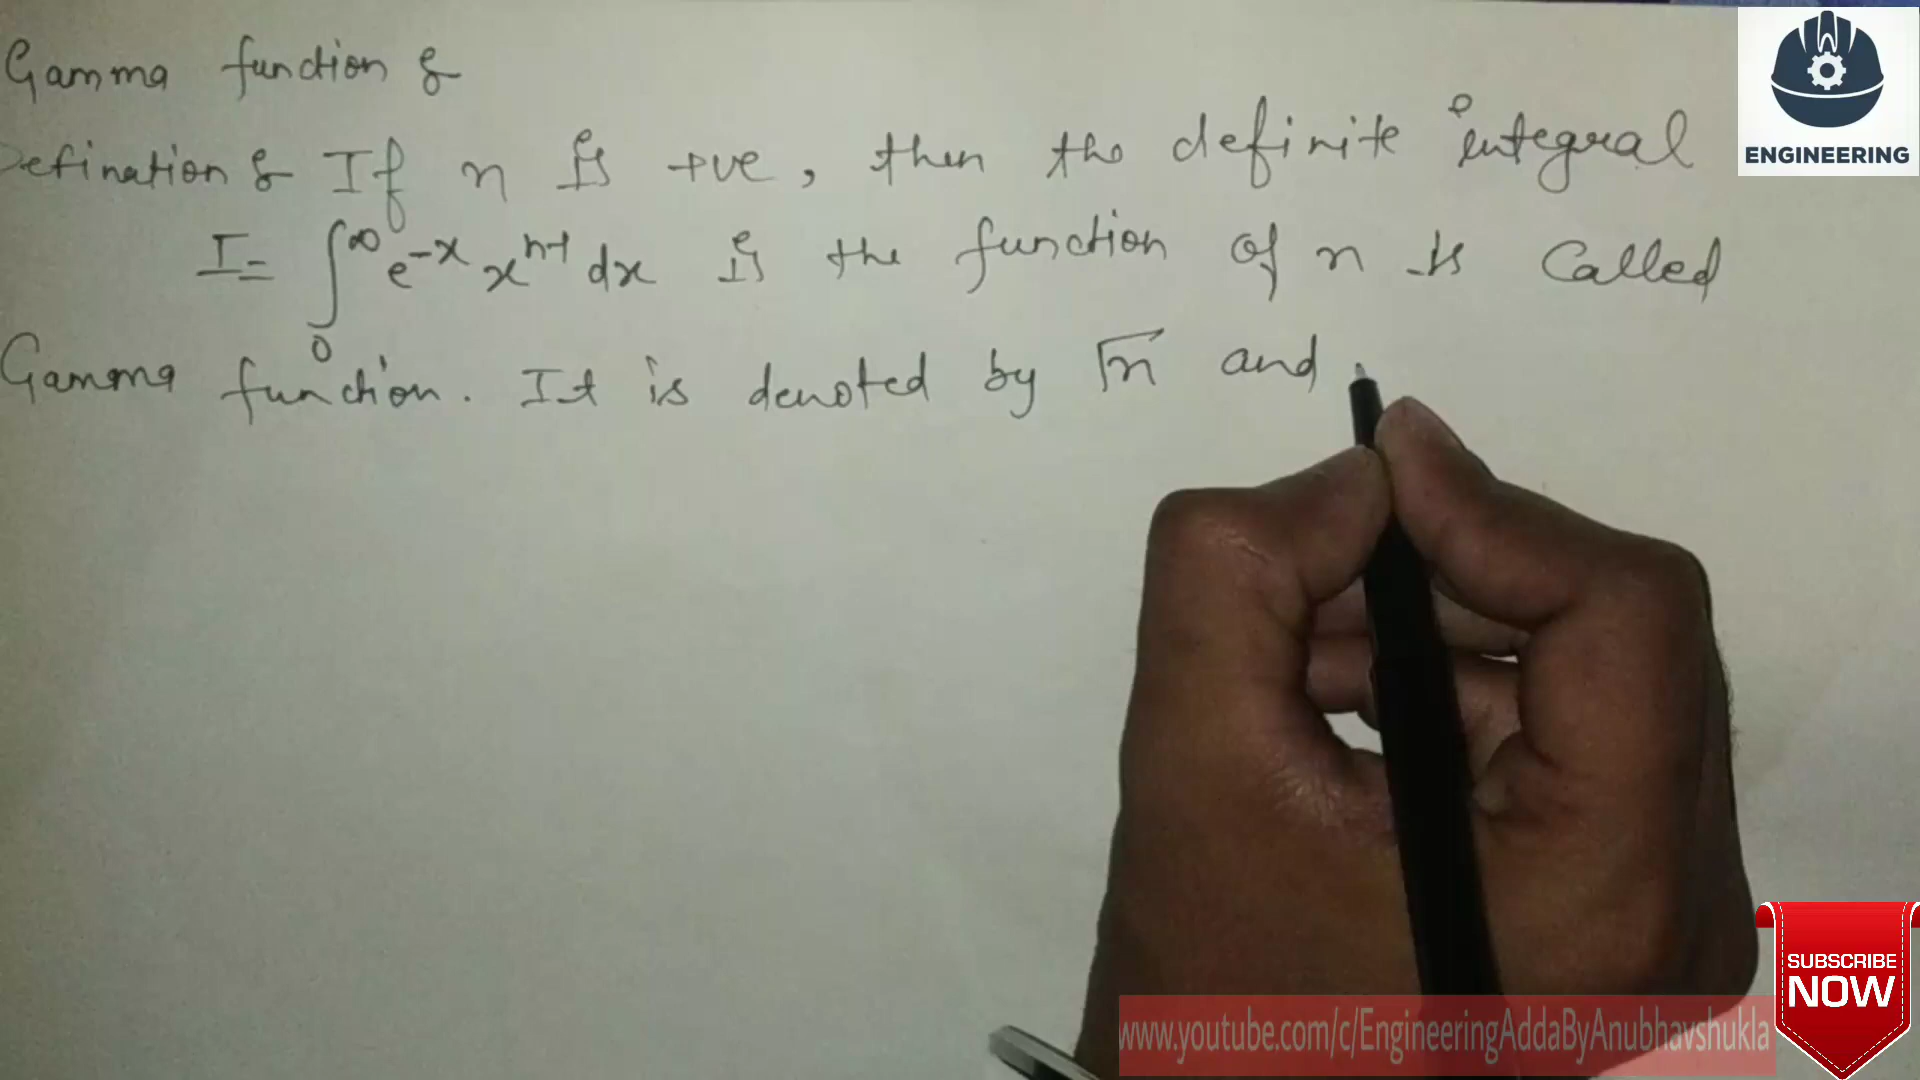 Gamma function :-
Defination :- If n is +ve, then the definite integral
I = ∫₀^∞ e^-x x^n-1 dx is the function of n is called
Gamma function. It is denoted by Γn and
ENGINEERING
SUBSCRIBE
NOW
www.youtube.com/c/EngineeringAddaByAnubhavshukla